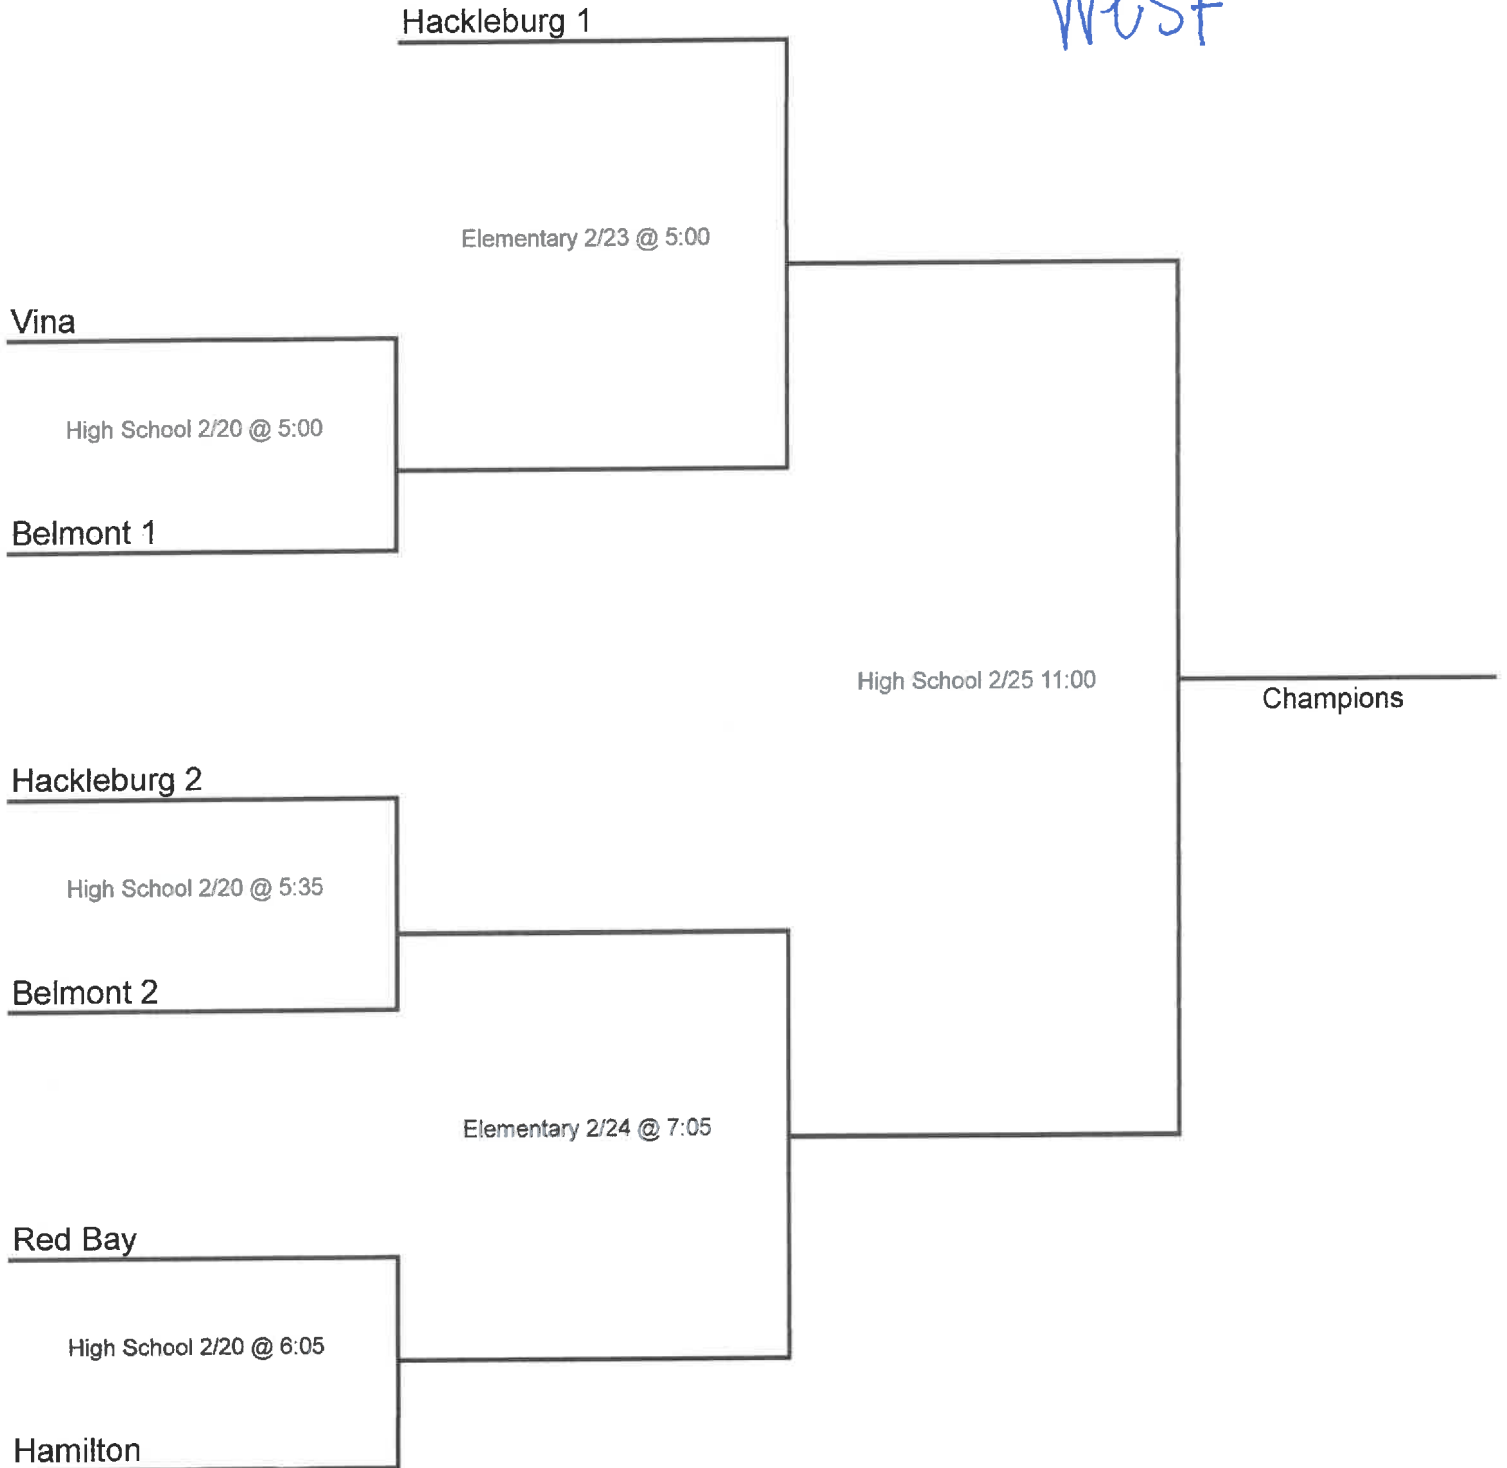 West
Hackleburg 1
Elementary 2/23 @ 5:00
Vina
High School 2/20 @ 5:00
Belmont 1
High School 2/25 11:00
Champions
Hackleburg 2
High School 2/20 @ 5:35
Belmont 2
Elementary 2/24 @ 7:05
Red Bay
High School 2/20 @ 6:05
Hamilton